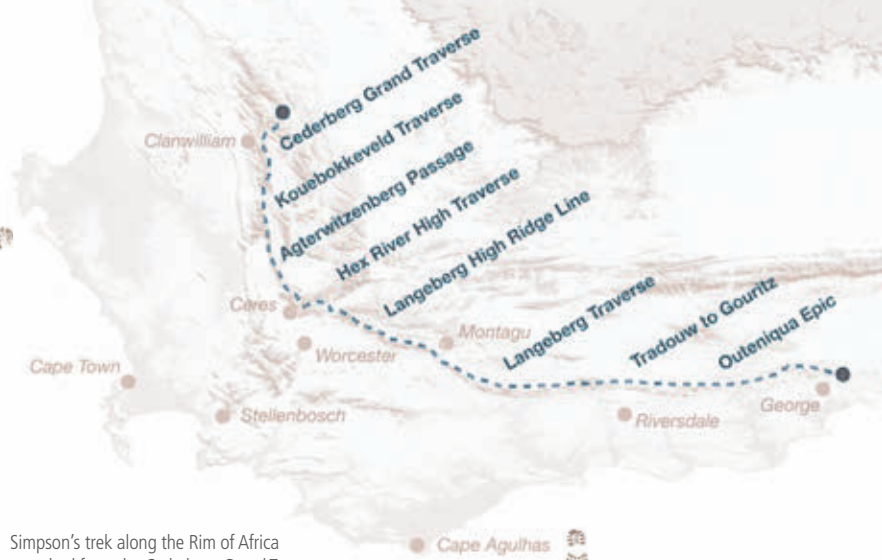 Cederberg Grand Traverse
Clanwilliam
Kouebokkeveld Traverse
Agterwitzenberg Passage
Hex River High Traverse
Langeberg High Ridge Line
Ceres
Langeberg Traverse
Tradouw to Gouritz
Outeniqua Epic
Montagu
Worcester
Cape Town
George
Stellenbosch
Riversdale
Simpson's trek along the Rim of Africa
Cape Agulhas